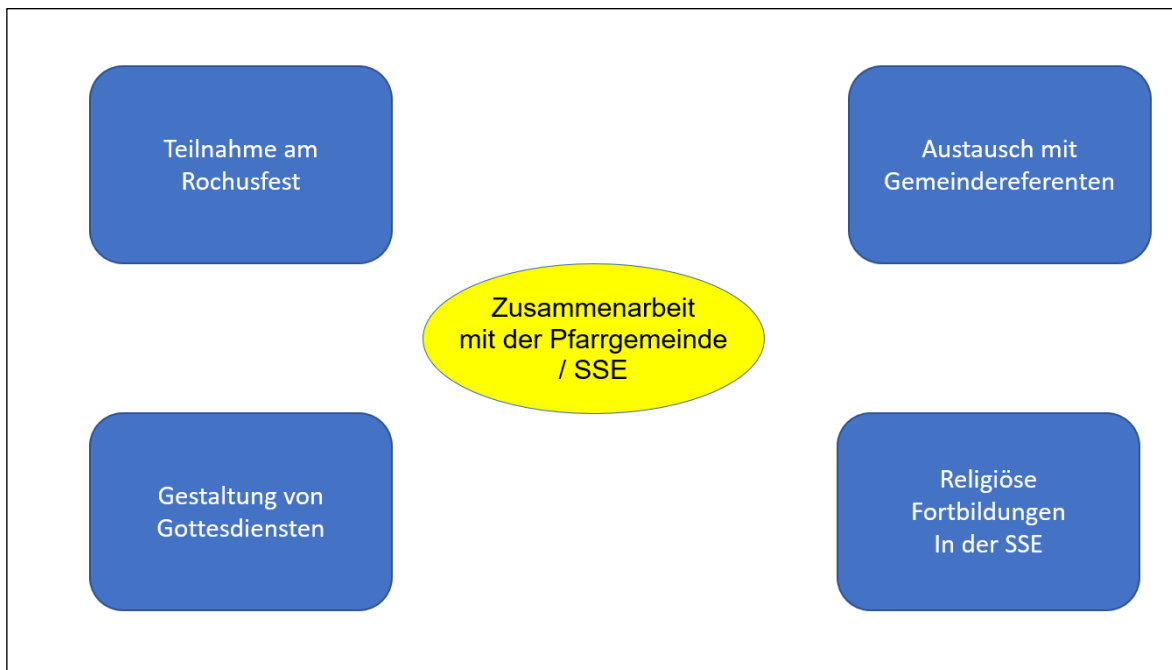 Teilnahme am
Rochusfest
Austausch mit
Gemeindereferenten
Zusammenarbeit
mit der Pfarrgemeinde
/ SSE
Gestaltung von
Gottesdiensten
Religiöse
Fortbildungen
In der SSE